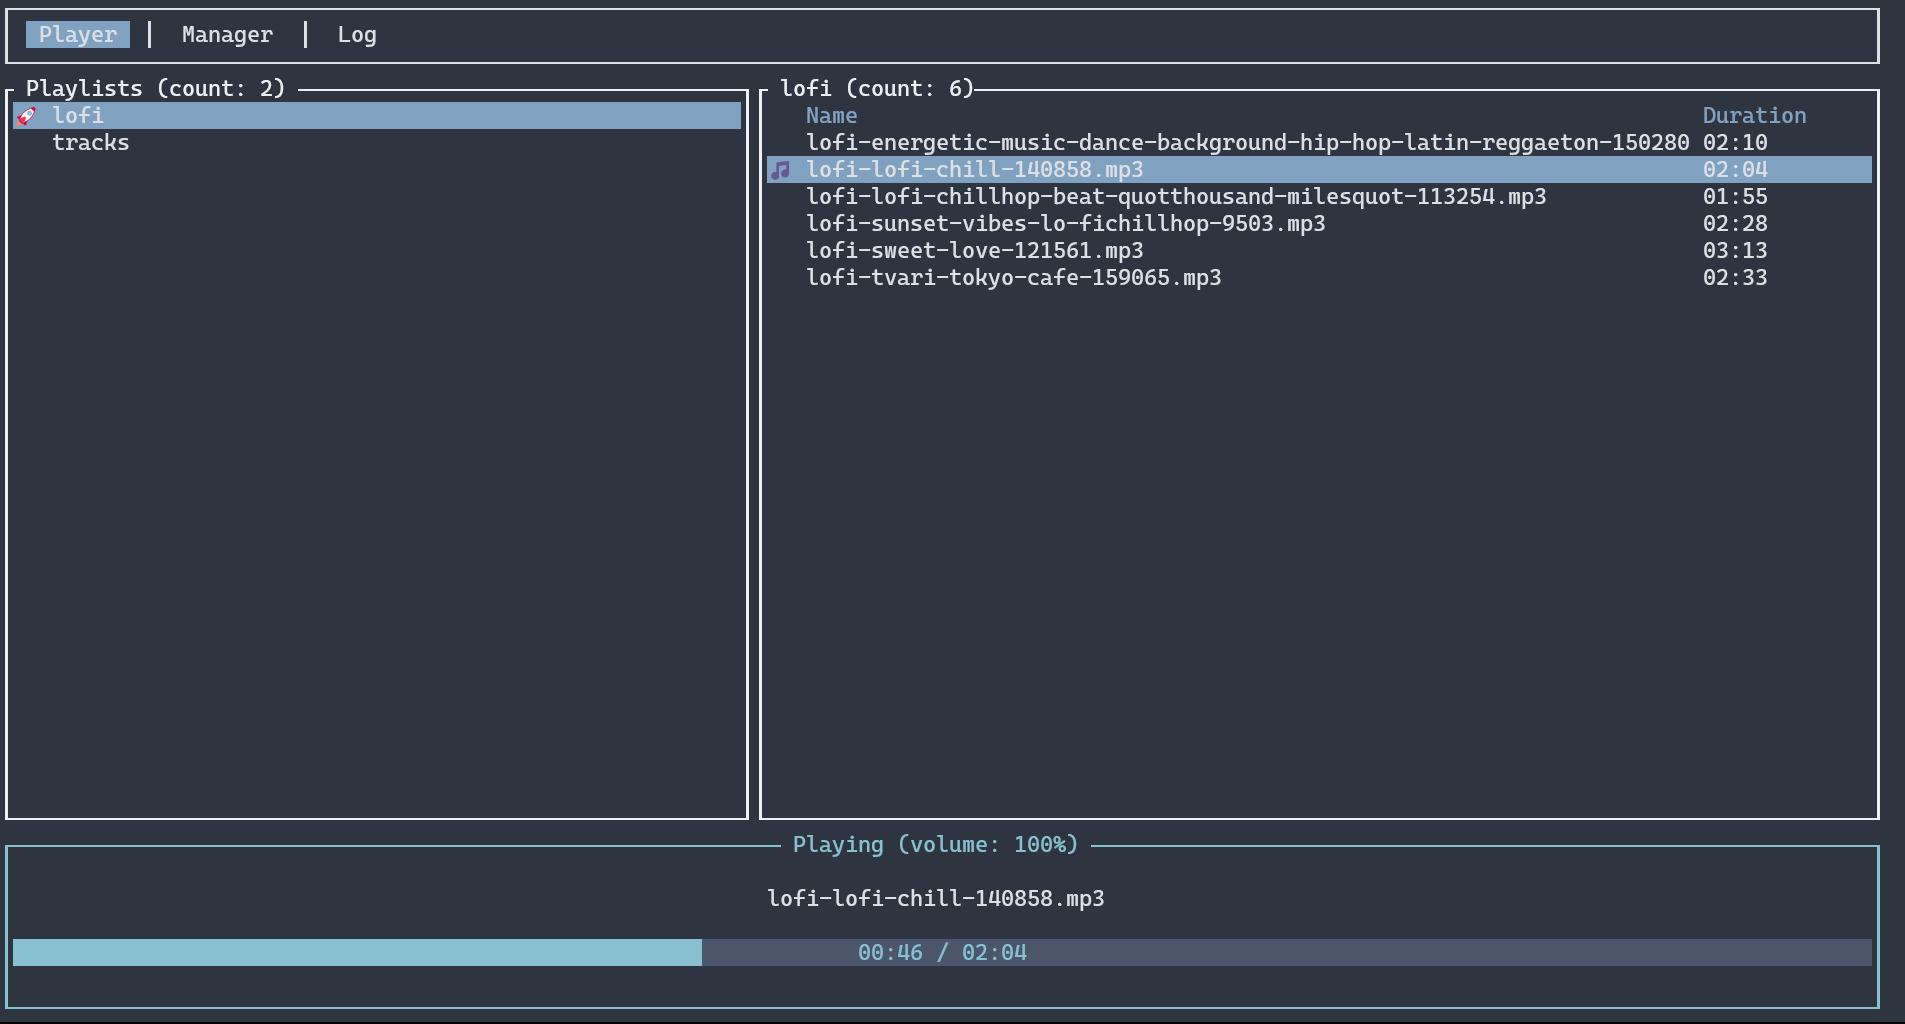 Player | Manager | Log
Playlists (count: 2)
lofi
tracks
lofi (count: 6)
Name Duration
lofi-energetic-music-dance-background-hip-hop-latin-reggaeton-150280 02:10
lofi-lofi-chill-140858.mp3 02:04
lofi-lofi-chillhop-beat-quotthousand-milesquot-113254.mp3 01:55
lofi-sunset-vibes-lo-fichillhop-9503.mp3 02:28
lofi-sweet-love-121561.mp3 03:13
lofi-tvari-tokyo-cafe-159065.mp3 02:33
Playing (volume: 100%)
lofi-lofi-chill-140858.mp3
00:46 / 02:04